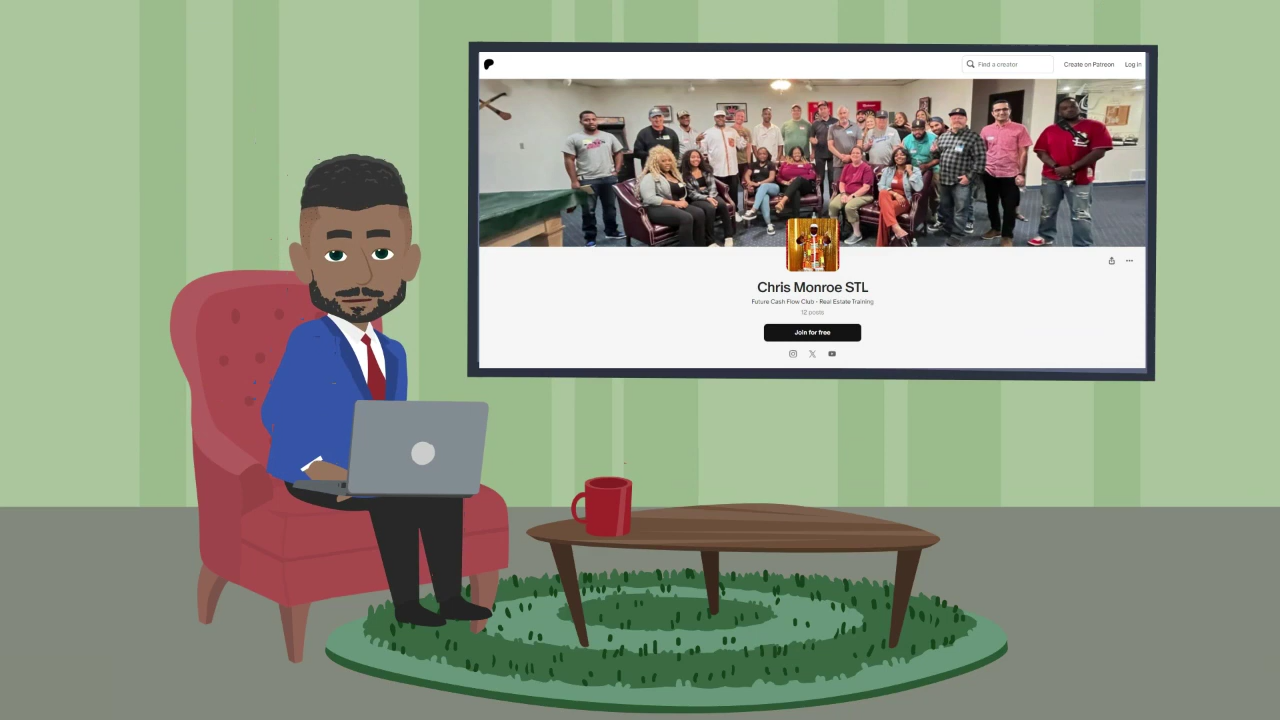 Find a creator
Create on Patreon
Log in
Chris Monroe STL
Future Cash Flow Club - Real Estate Training
12 posts
Join for free